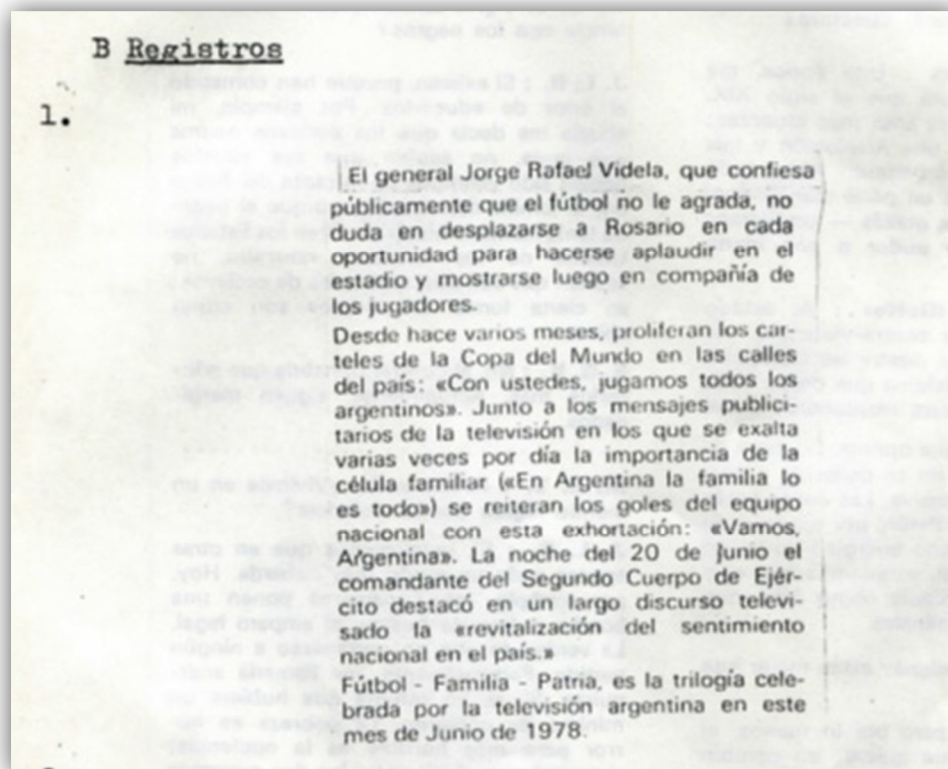 B Registros
1.
El general Jorge Rafael Videla, que confiesa
públicamente que el fútbol no le agrada, no
duda en desplazarse a Rosario en cada
oportunidad para hacerse aplaudir en el
estadio y mostrarse luego en compañía de
los jugadores.
Desde hace varios meses, proliferan los car-
teles de la Copa del Mundo en las calles
del país: «Con ustedes, jugamos todos los
argentinos». Junto a los mensajes publici-
tarios de la televisión en los que se exalta
varias veces por día la importancia de la
célula familiar («En Argentina la familia lo
es todo») se reiteran los goles del equipo
nacional con esta exhortación: «Vamos,
Argentina». La noche del 20 de junio el
comandante del Segundo Cuerpo de Ejér-
cito destacó en un largo discurso televi-
sado la «revitalización del sentimiento
nacional en el país.»
Fútbol - Familia - Patria, es la trilogía cele-
brada por la televisión argentina en este
mes de Junio de 1978.